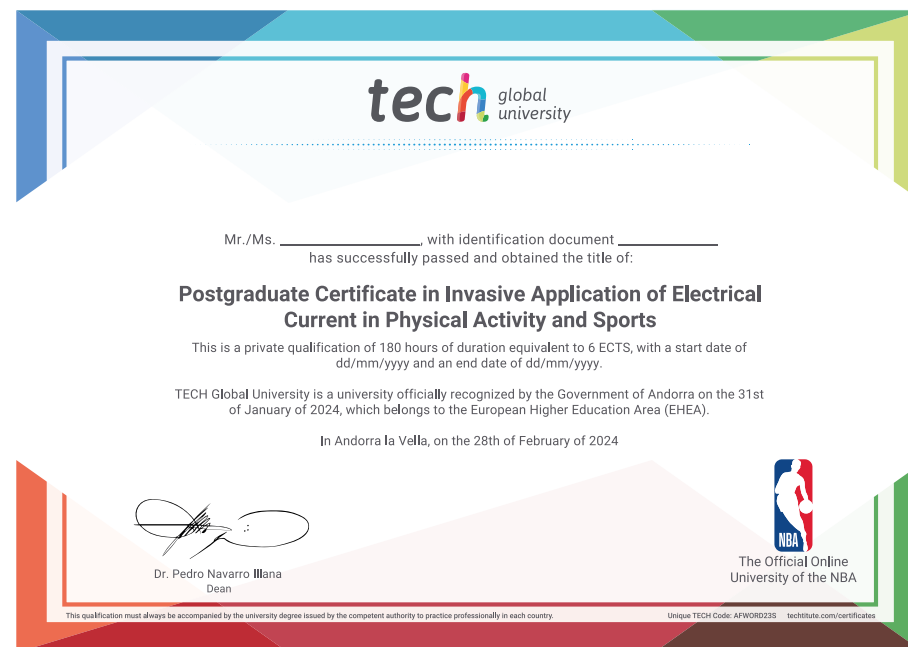 tech global
university
Mr./Ms. ____________________, with identification document ______________
has successfully passed and obtained the title of:
Postgraduate Certificate in Invasive Application of Electrical
Current in Physical Activity and Sports
This is a private qualification of 180 hours of duration equivalent to 6 ECTS, with a start date of
dd/mm/yyyy and an end date of dd/mm/yyyy.
TECH Global University is a university officially recognized by the Government of Andorra on the 31st
of January of 2024, which belongs to the European Higher Education Area (EHEA).
In Andorra la Vella, on the 28th of February of 2024
NBA
Dr. Pedro Navarro Illana
Dean
The Official Online
University of the NBA
This qualification must always be accompanied by the university degree issued by the competent authority to practice professionally in each country.
Unique TECH Code: AFWORD23S techtitute.com/certificates